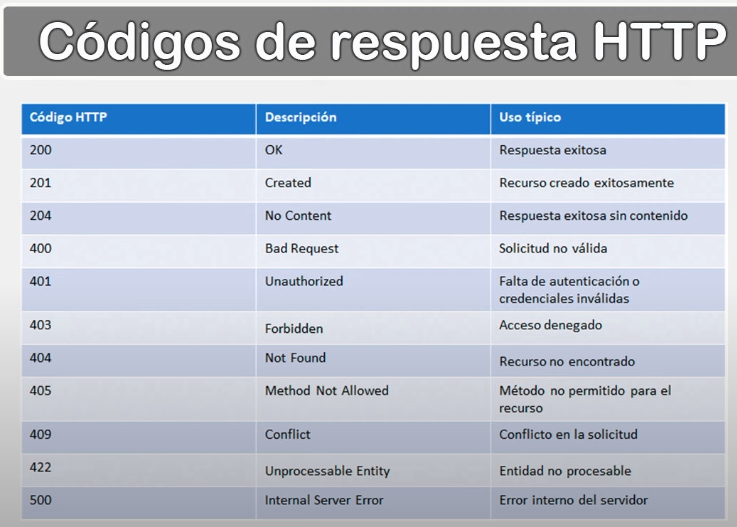 Códigos de respuesta HTTP
Código HTTP Descripción Uso típico
200 OK Respuesta exitosa
201 Created Recurso creado exitosamente
204 No Content Respuesta exitosa sin contenido
400 Bad Request Solicitud no válida
401 Unauthorized Falta de autenticación o
credenciales inválidas
403 Forbidden Acceso denegado
404 Not Found Recurso no encontrado
405 Method Not Allowed Método no permitido para el
recurso
409 Conflict Conflicto en la solicitud
422 Unprocessable Entity Entidad no procesable
500 Internal Server Error Error interno del servidor